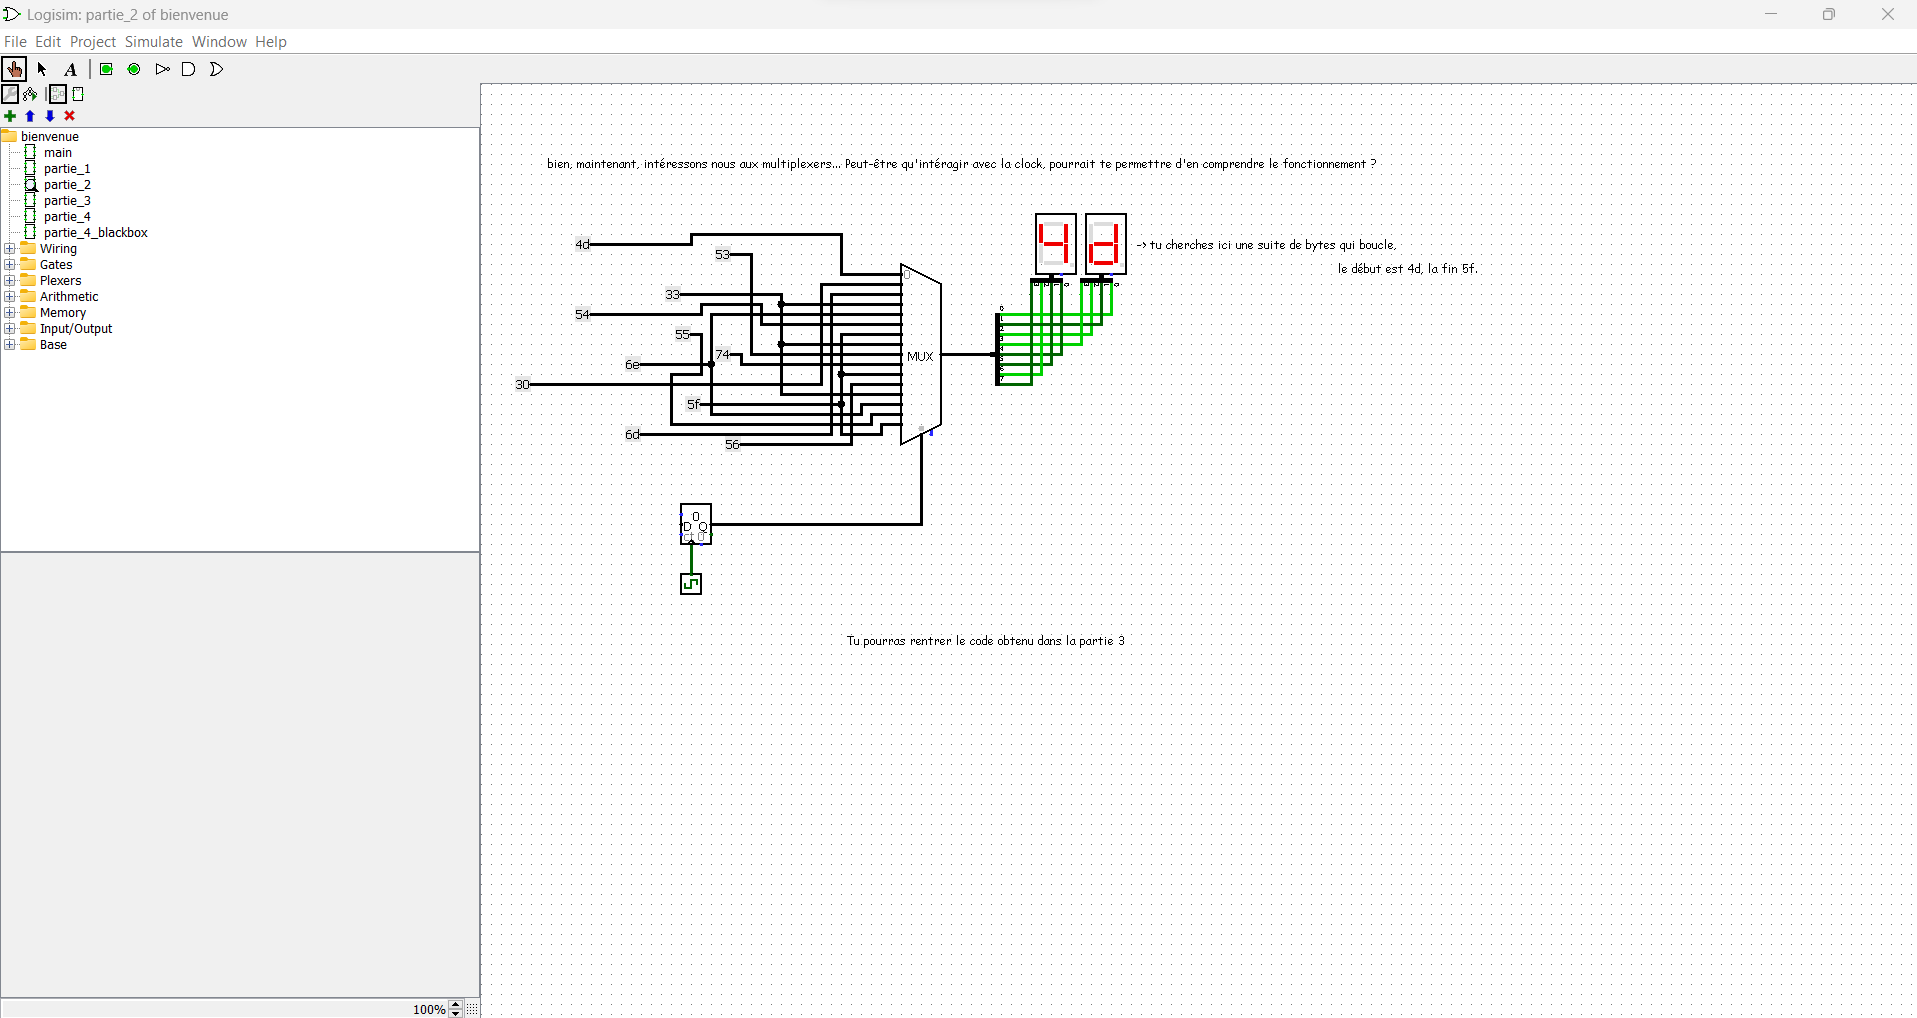 Logisim: partie_2 of bienvenue
File Edit Project Simulate Window Help
A
bienvenue
main
partie_1
partie_2
partie_3
partie_4
partie_4_blackbox
Wiring
Gates
Plexers
Arithmetic
Memory
Input/Output
Base
100%
bien, maintenant, intéressons nous aux multiplexers... Peut-être qu'intéragir avec la clock, pourrait te permettre d'en comprendre le fonctionnement ?
4d
-> tu cherches ici une suite de bytes qui boucle,
le début est 4d, la fin 5f.
4d
53
33
54
55
74
6e
30
5f
6d
56
0
MUX
0
D Q
ct 0
Tu pourras rentrer le code obtenu dans la partie 3